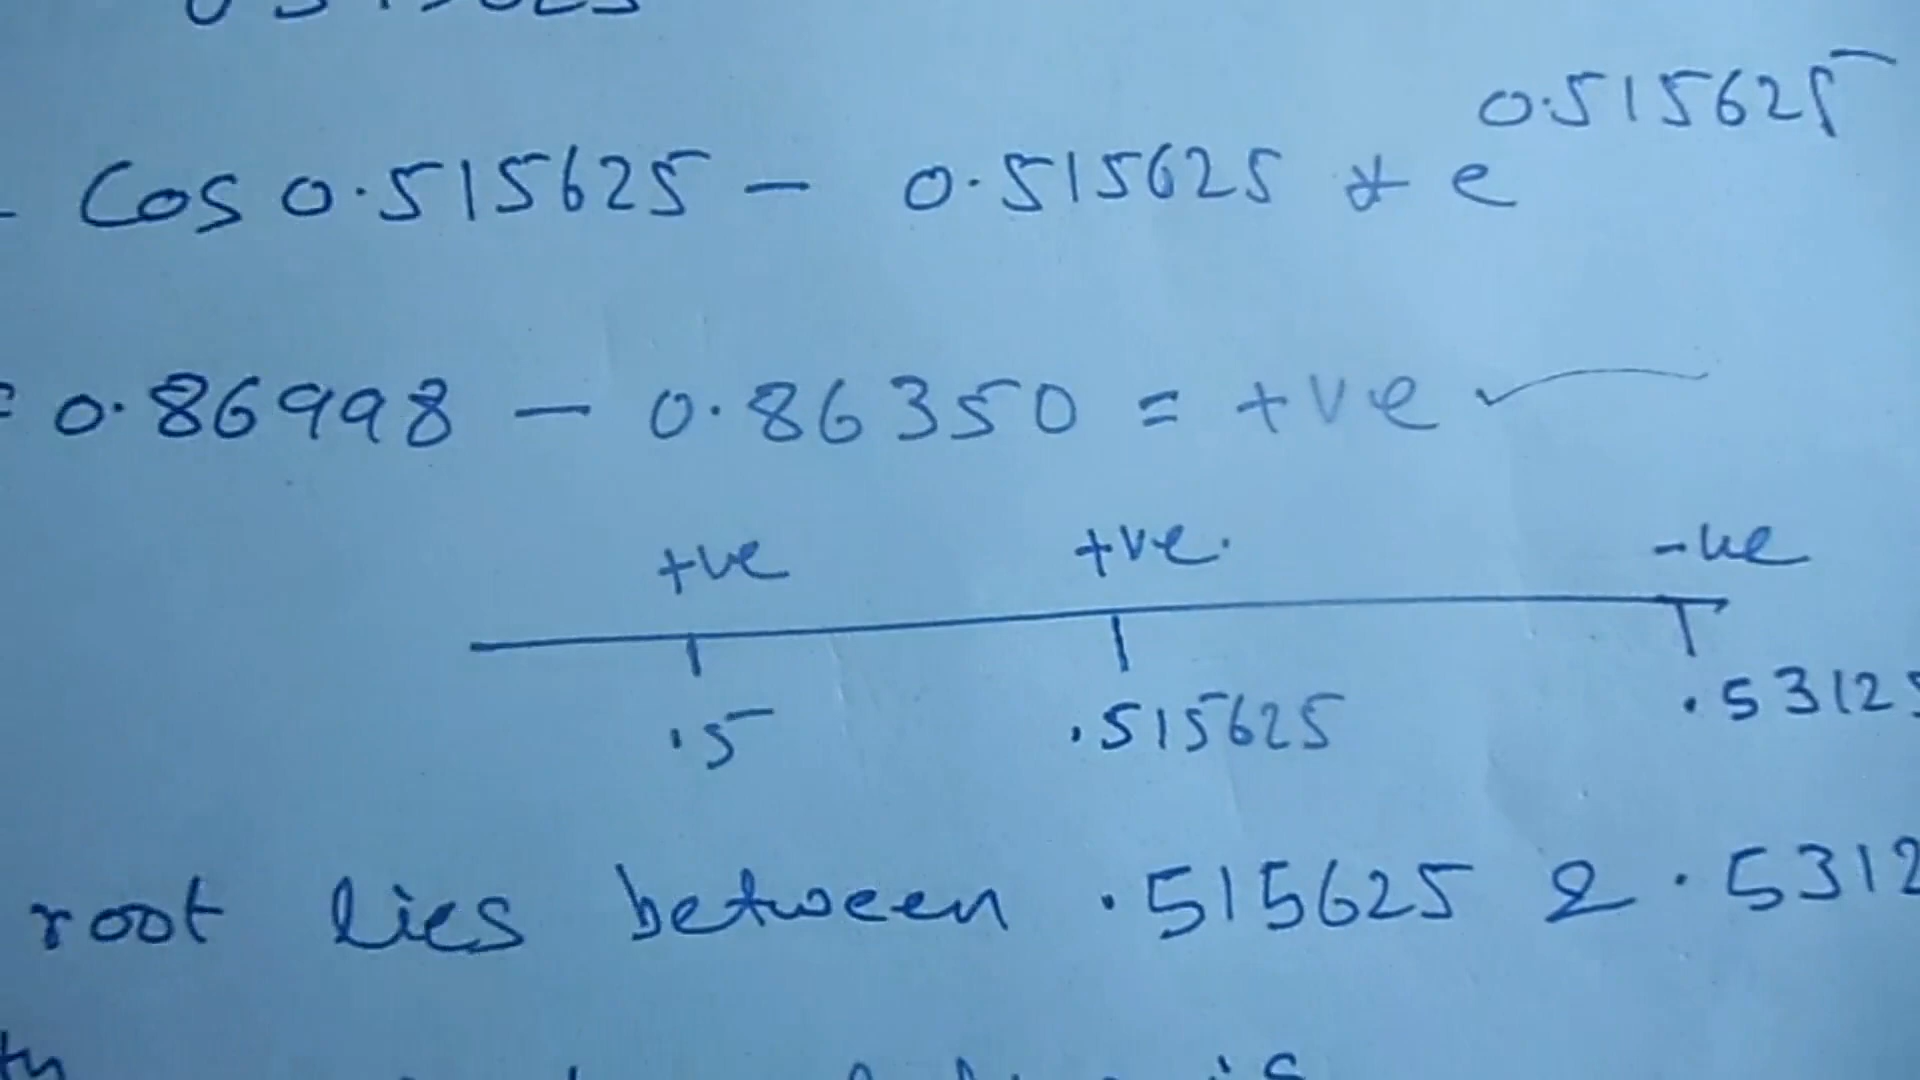 0.515625
Cos 0.515625 - 0.515625 * e
= 0.86998 - 0.86350 = +ve ✓
+ve +ve. -ve
.5 .515625 .53125
root lies between .515625 & .5312